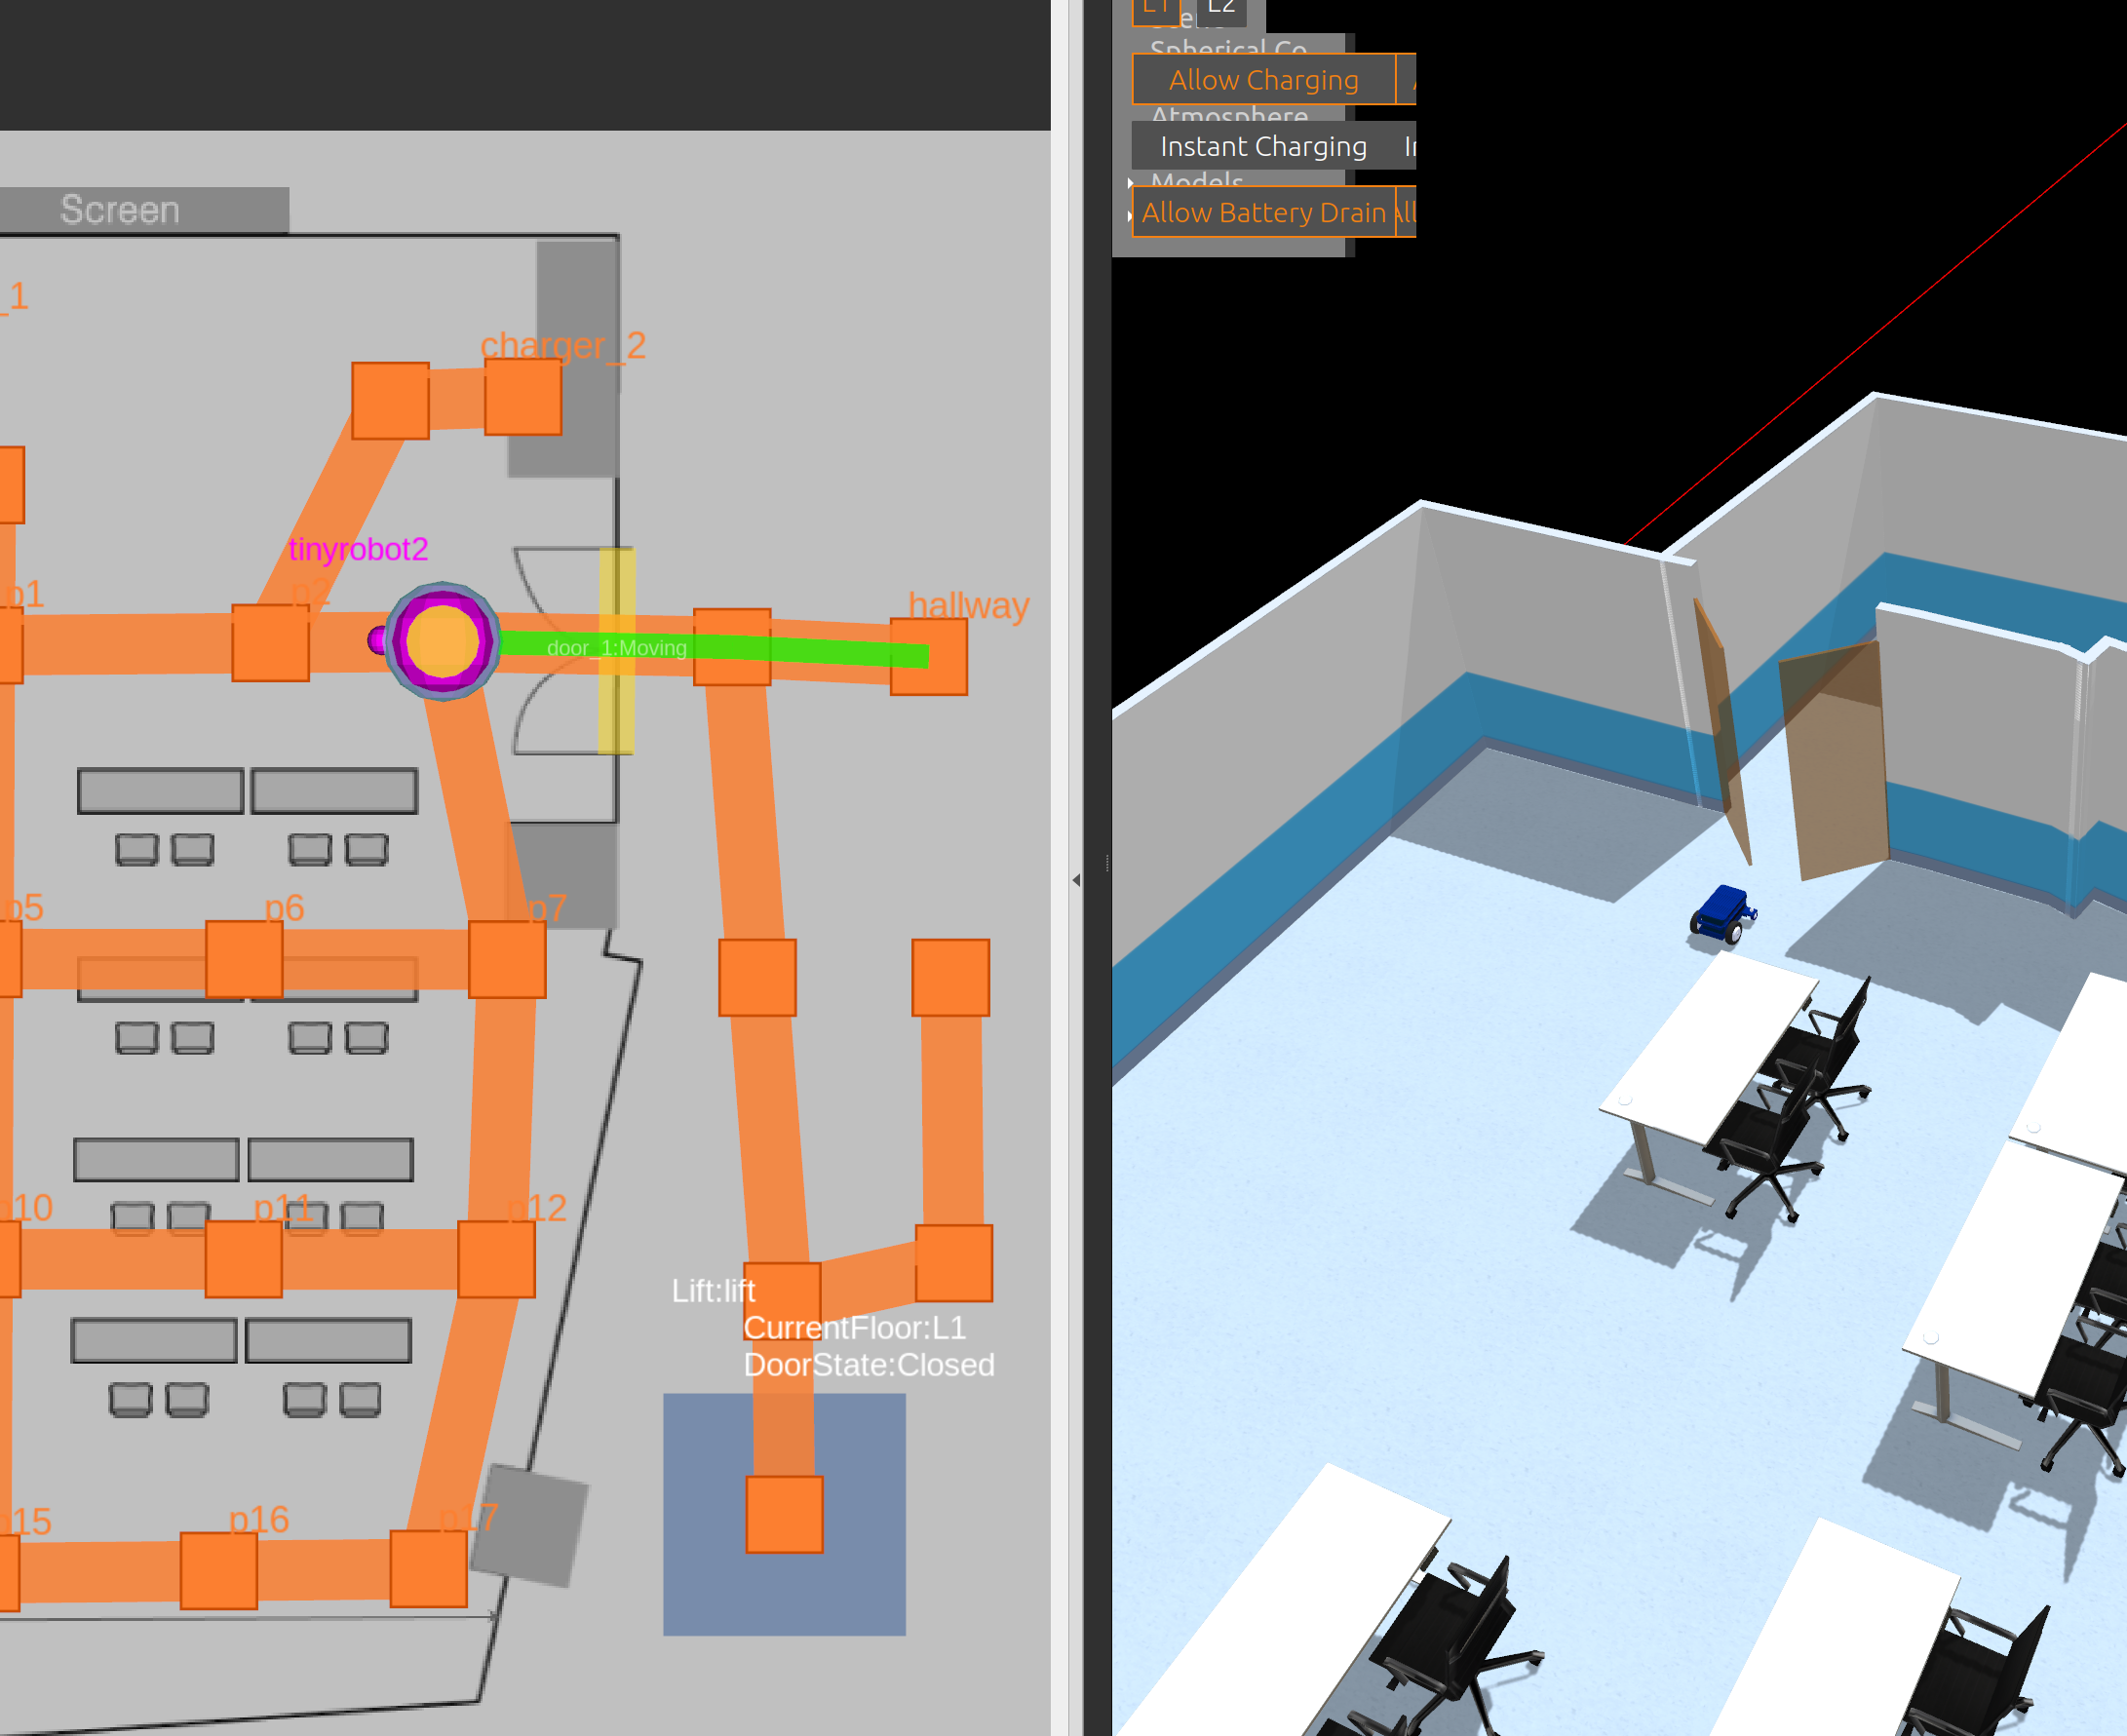 Screen
_1
charger_2
tinyrobot2
p1
p2
hallway
door_1:Moving
p5
p6
p7
p10
p11
p12
Lift:lift
CurrentFloor:L1
DoorState:Closed
p15
p16
p17
L1
L2
Spherical Co
Allow Charging
Atmosphere
Instant Charging
Models
Allow Battery Drain